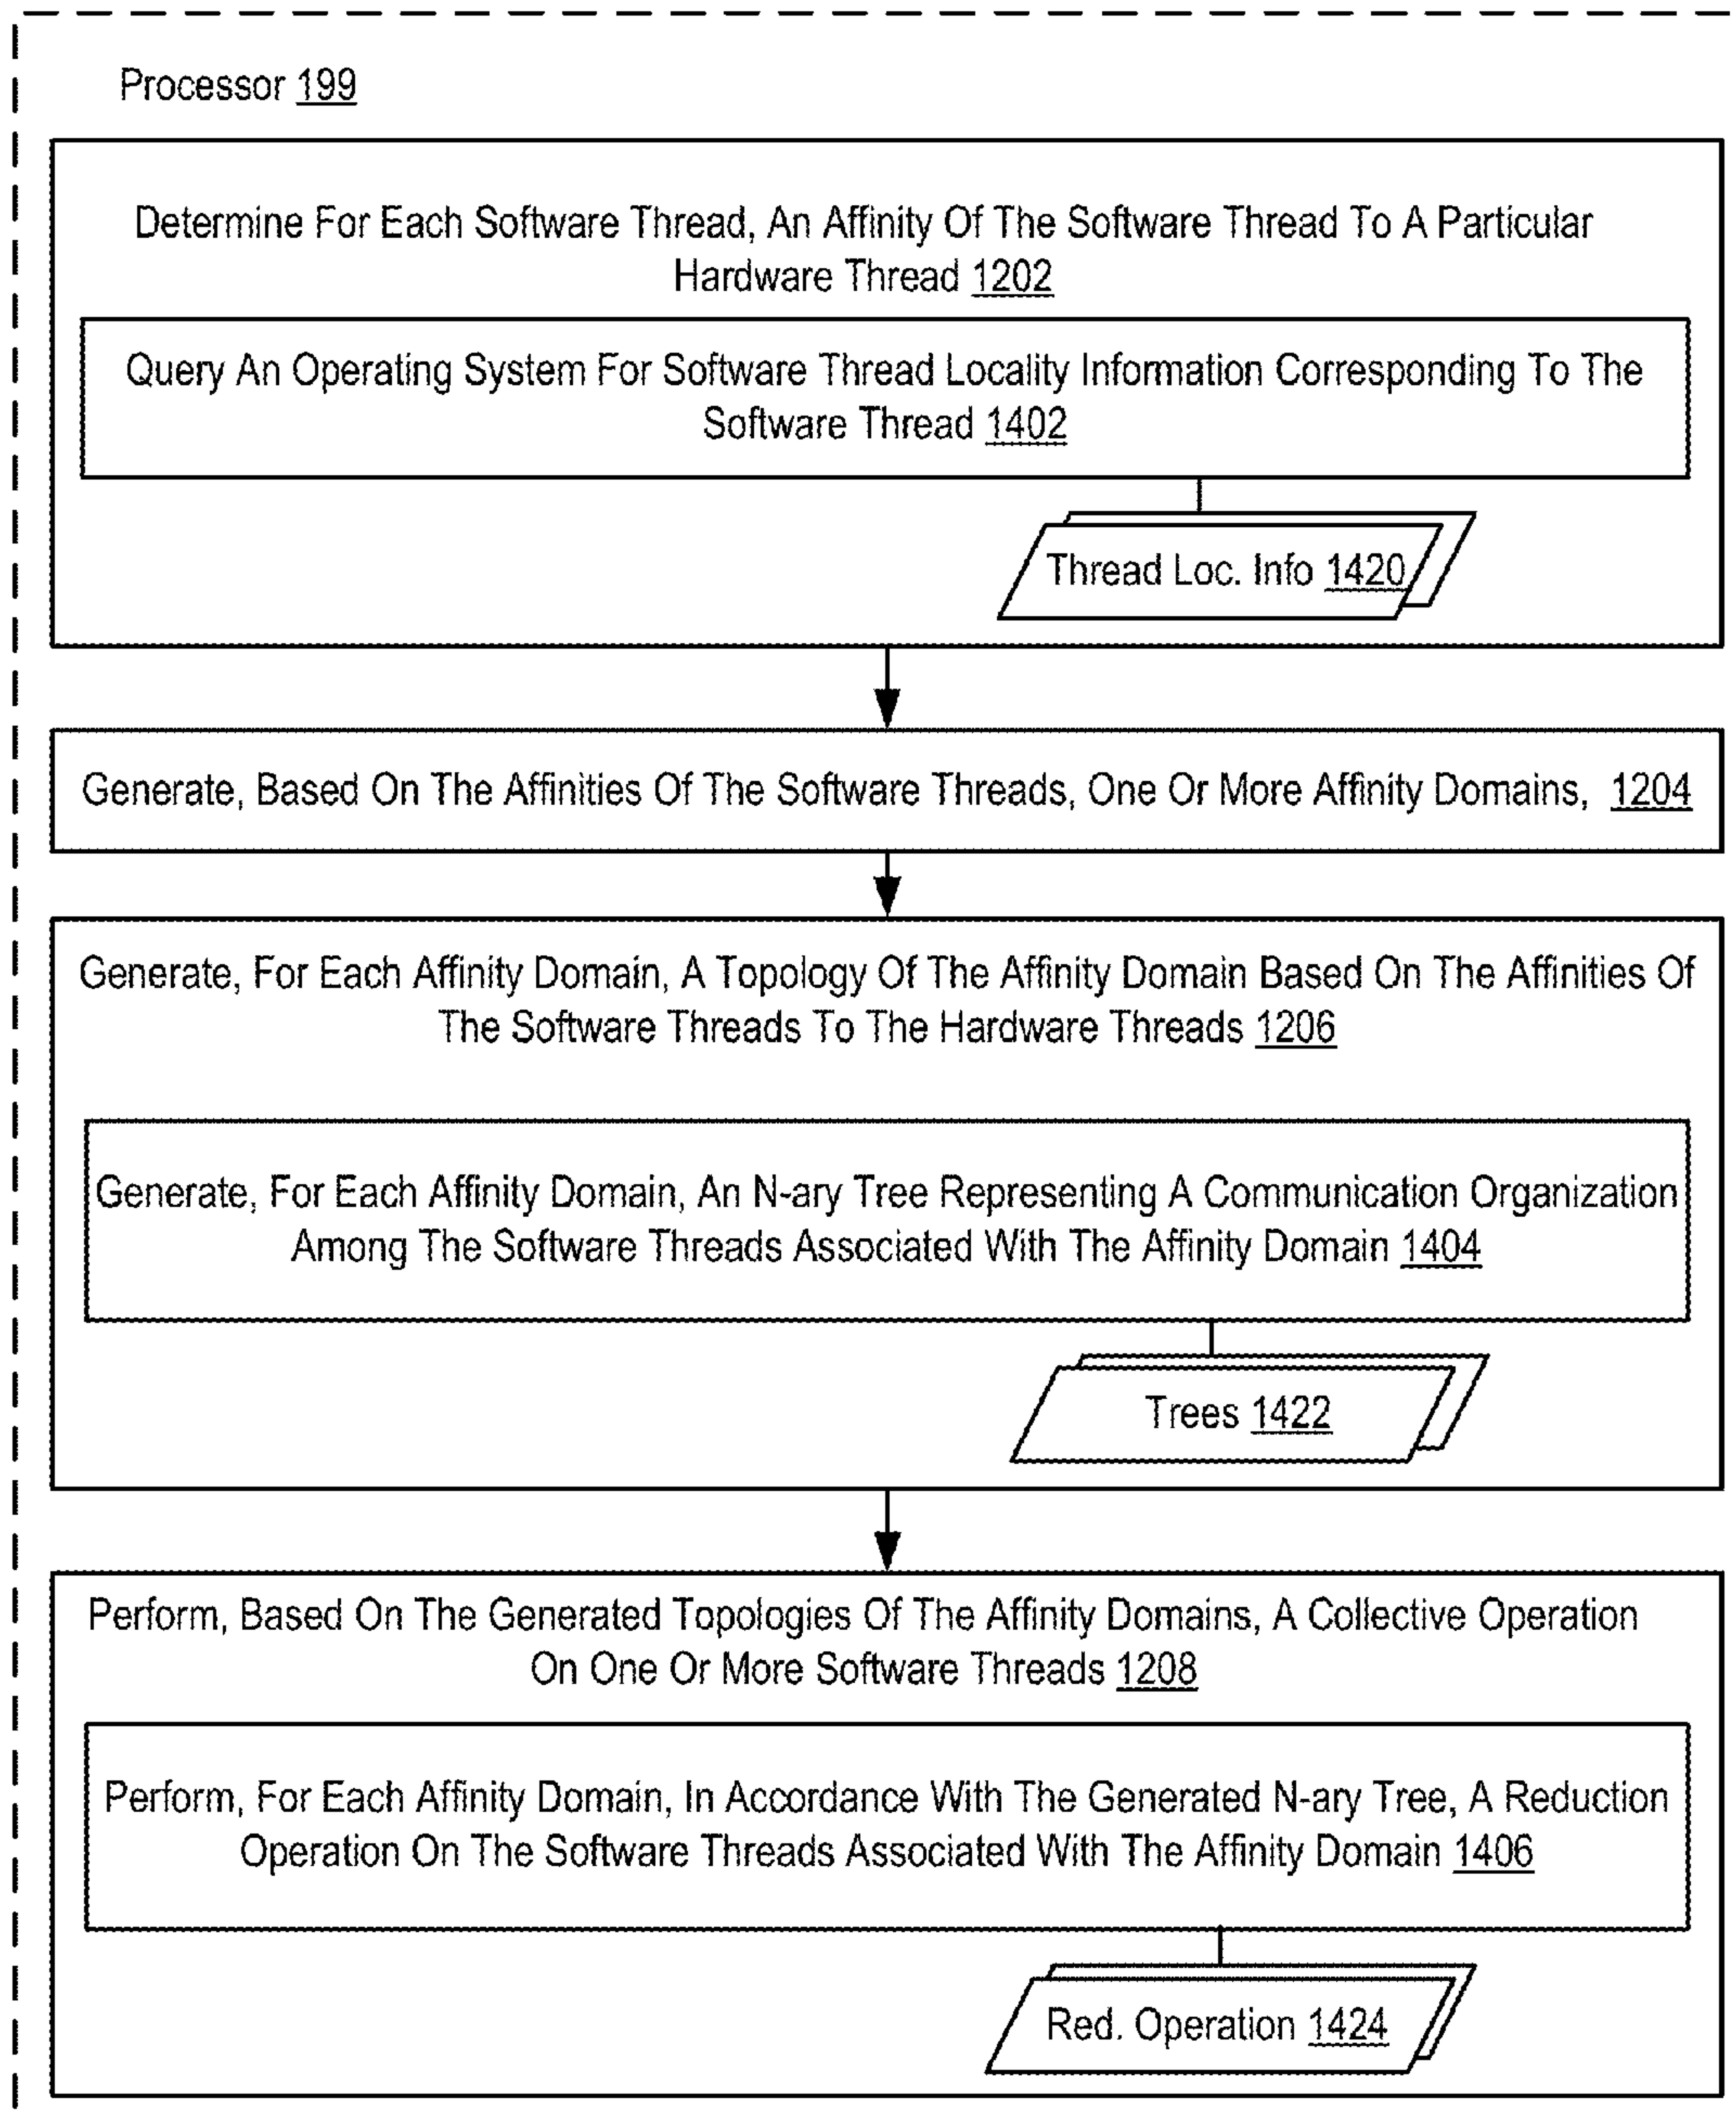 Processor 199
Determine For Each Software Thread, An Affinity Of The Software Thread To A Particular
Hardware Thread 1202
Query An Operating System For Software Thread Locality Information Corresponding To The
Software Thread 1402
Thread Loc. Info 1420
Generate, Based On The Affinities Of The Software Threads, One Or More Affinity Domains, 1204
Generate, For Each Affinity Domain, A Topology Of The Affinity Domain Based On The Affinities Of
The Software Threads To The Hardware Threads 1206
Generate, For Each Affinity Domain, An N-ary Tree Representing A Communication Organization
Among The Software Threads Associated With The Affinity Domain 1404
Trees 1422
Perform, Based On The Generated Topologies Of The Affinity Domains, A Collective Operation
On One Or More Software Threads 1208
Perform, For Each Affinity Domain, In Accordance With The Generated N-ary Tree, A Reduction
Operation On The Software Threads Associated With The Affinity Domain 1406
Red. Operation 1424